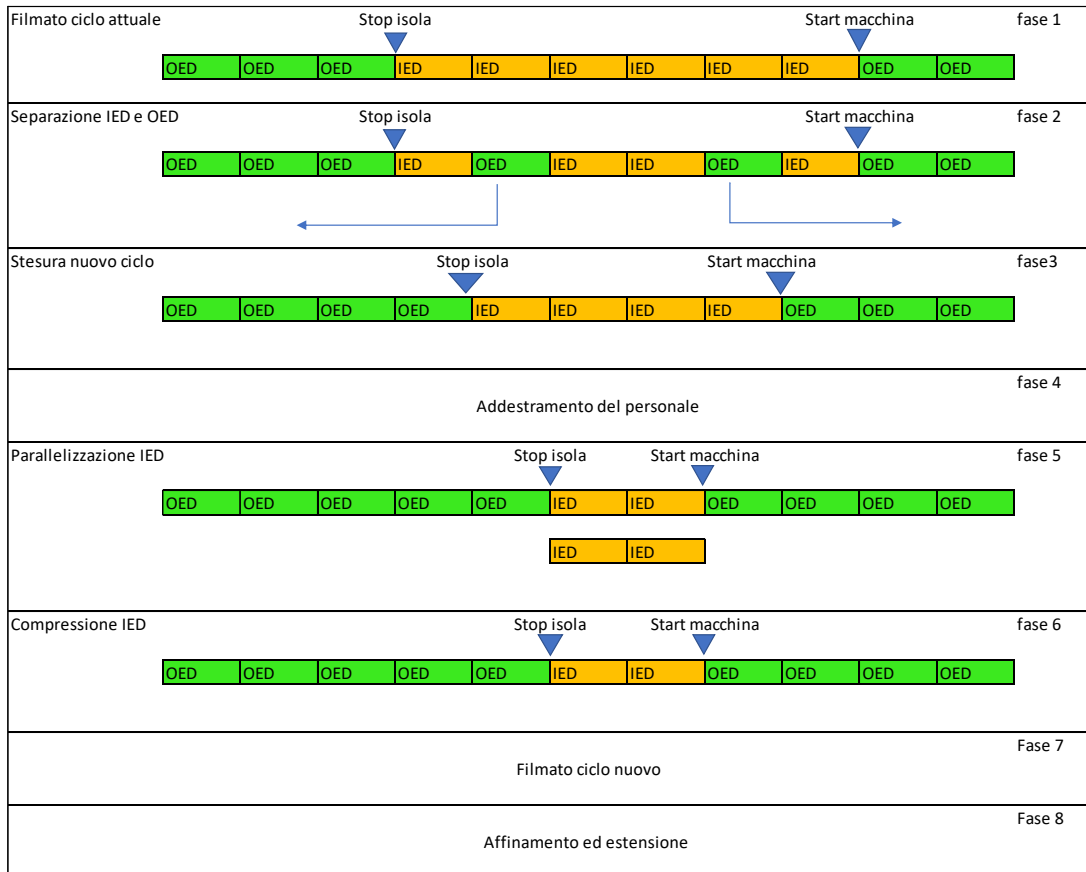 Filmato ciclo attuale Stop isola Start macchina fase 1
OED OED OED IED IED IED IED IED IED OED OED
Separazione IED e OED Stop isola Start macchina fase 2
OED OED OED IED OED IED IED OED IED OED OED
Stesura nuovo ciclo Stop isola Start macchina fase3
OED OED OED OED IED IED IED IED OED OED OED
fase 4
Addestramento del personale
Parallelizzazione IED Stop isola Start macchina fase 5
OED OED OED OED OED IED IED OED OED OED OED
IED IED
Compressione IED Stop isola Start macchina fase 6
OED OED OED OED OED IED IED OED OED OED OED
Fase 7
Filmato ciclo nuovo
Fase 8
Affinamento ed estensione